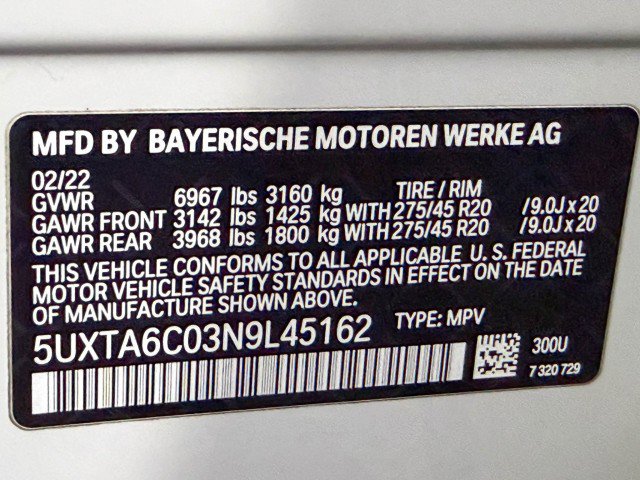 MFD BY BAYERISCHE MOTOREN WERKE AG
02/22
GVWR 6967 lbs 3160 kg TIRE / RIM
GAWR FRONT 3142 lbs 1425 kg WITH 275/45 R20 /9.0J x 20
GAWR REAR 3968 lbs 1800 kg WITH 275/45 R20 /9.0J x 20
THIS VEHICLE CONFORMS TO ALL APPLICABLE U. S. FEDERAL
MOTOR VEHICLE SAFETY STANDARDS IN EFFECT ON THE DATE
OF MANUFACTURE SHOWN ABOVE.
5UXTA6C03N9L45162 TYPE: MPV
300U
7 320 729